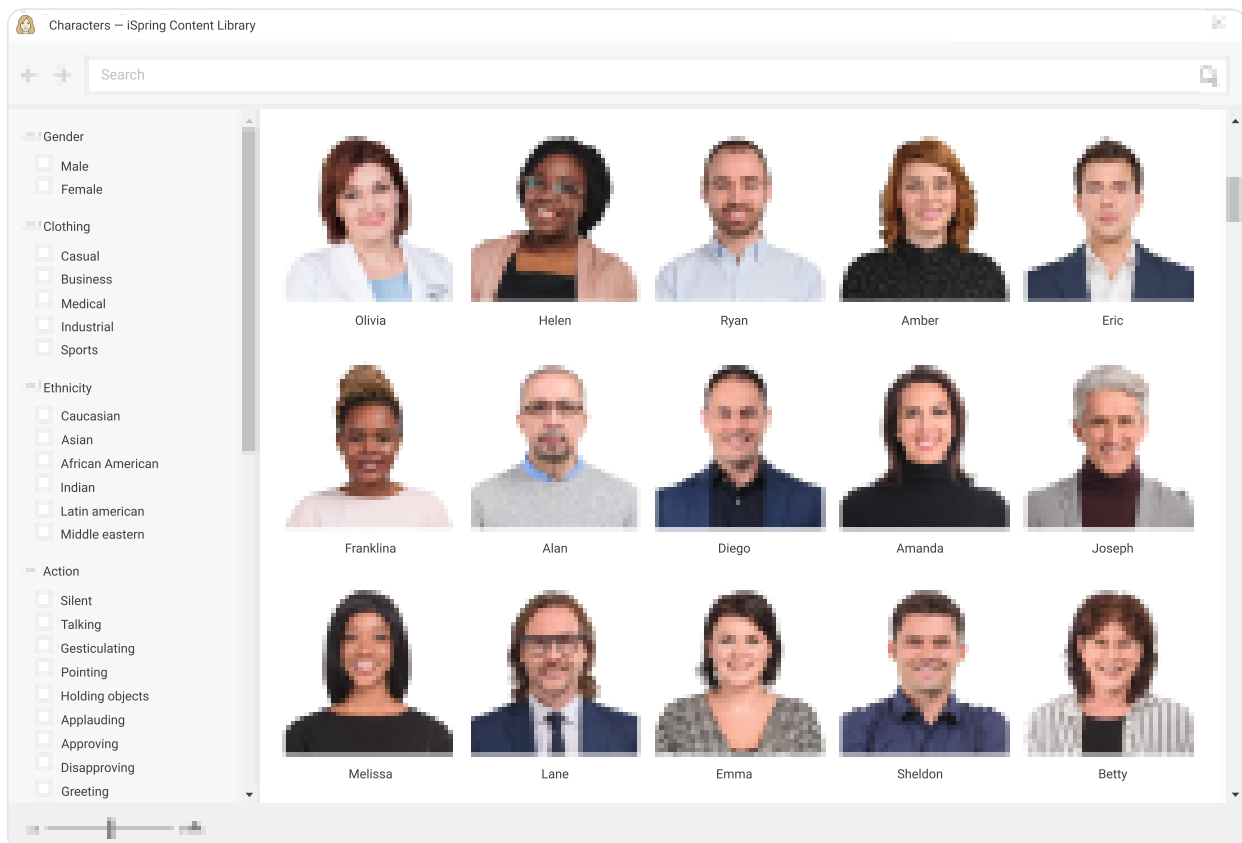 Characters — iSpring Content Library
Search
Gender
Male
Female
Clothing
Casual
Business
Medical
Industrial
Sports
Ethnicity
Caucasian
Asian
African American
Indian
Latin american
Middle eastern
Action
Silent
Talking
Gesticulating
Pointing
Holding objects
Applauding
Approving
Disapproving
Greeting
Olivia Helen Ryan Amber Eric
Franklina Alan Diego Amanda Joseph
Melissa Lane Emma Sheldon Betty